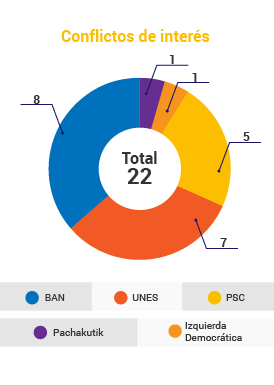 Conflictos de interés
1
1
8
5
Total
22
7
BAN
UNES
PSC
Pachakutik
Izquierda
Democrática